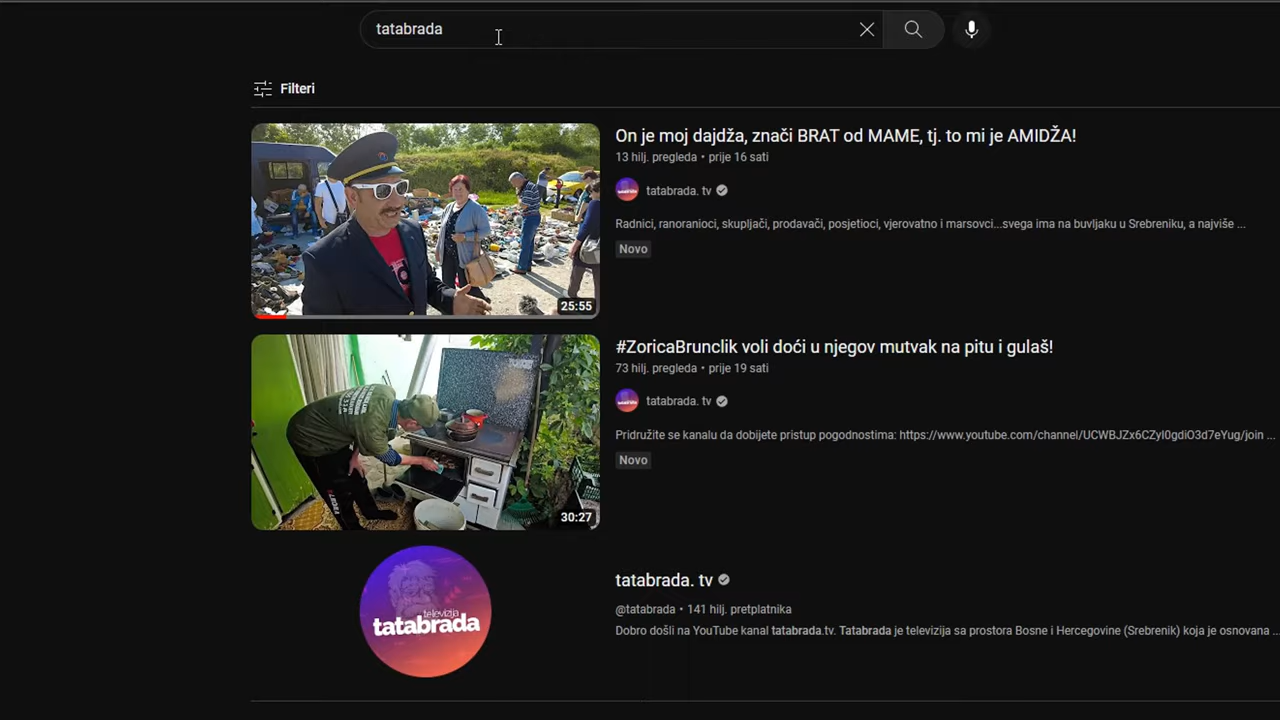 tatabrada
Filteri
On je moj dajdža, znači BRAT od MAME, tj. to mi je AMIDŽA!
13 hilj. pregleda • prije 16 sati
tatabrada. tv
Radnici, ranoranioci, skupljači, prodavači, posjetioci, vjerovatno i marsovci...svega ima na buvljaku u Srebreniku, a najviše ...
Novo
25:55
#ZoricaBrunclik voli doći u njegov mutvak na pitu i gulaš!
73 hilj. pregleda • prije 19 sati
tatabrada. tv
Pridružite se kanalu da dobijete pristup pogodnostima: https://www.youtube.com/channel/UCWBJZx6CZyI0gdiO3d7eYug/join ...
Novo
30:27
televizija
tatabrada
tatabrada. tv
@tatabrada • 141 hilj. pretplatnika
Dobro došli na YouTube kanal tatabrada.tv. Tatabrada je televizija sa prostora Bosne i Hercegovine (Srebrenik) koja je osnovana ...